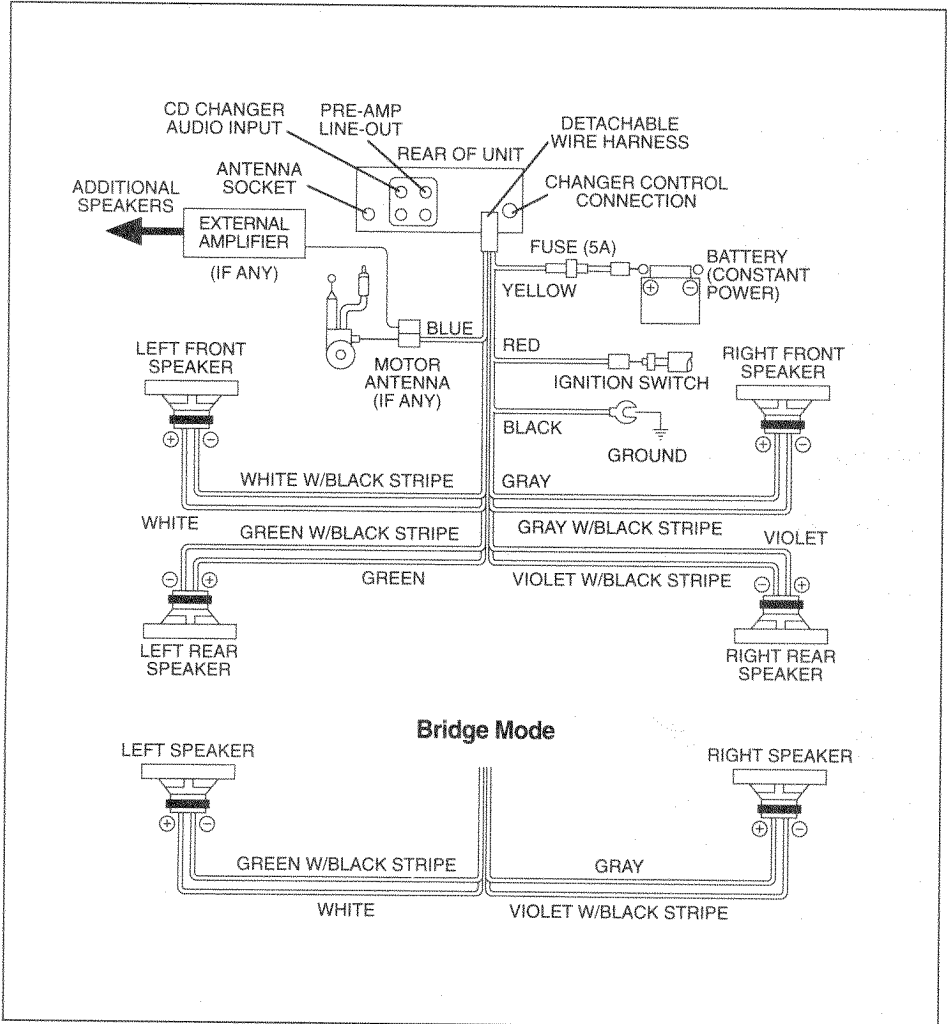 CD CHANGER
AUDIO INPUT
PRE-AMP
LINE-OUT
DETACHABLE
WIRE HARNESS
REAR OF UNIT
ANTENNA
SOCKET
CHANGER CONTROL
CONNECTION
ADDITIONAL
SPEAKERS
EXTERNAL
AMPLIFIER
(IF ANY)
FUSE (5A)
BATTERY
(CONSTANT
POWER)
+ −
YELLOW
BLUE
RED
MOTOR
ANTENNA
(IF ANY)
IGNITION SWITCH
LEFT FRONT
SPEAKER
RIGHT FRONT
SPEAKER
BLACK
GROUND
+ −
+ −
WHITE W/BLACK STRIPE
GRAY
WHITE
GRAY W/BLACK STRIPE
GREEN W/BLACK STRIPE
VIOLET
GREEN
VIOLET W/BLACK STRIPE
− +
− +
LEFT REAR
SPEAKER
RIGHT REAR
SPEAKER
Bridge Mode
LEFT SPEAKER
RIGHT SPEAKER
+ −
+ −
GREEN W/BLACK STRIPE
GRAY
WHITE
VIOLET W/BLACK STRIPE